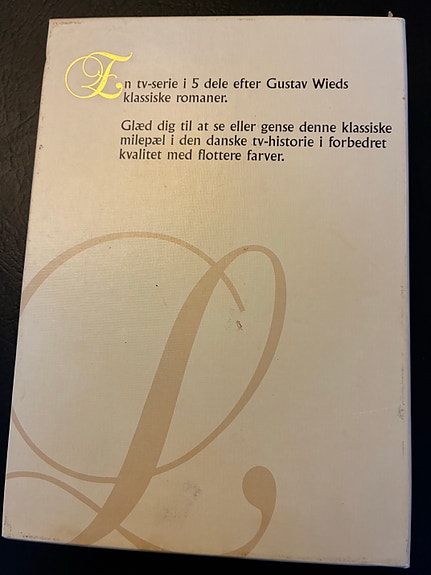 En tv-serie i 5 dele efter Gustav Wieds
klassiske romaner.
Glæd dig til at se eller gense denne klassiske
milepæl i den danske tv-historie i forbedret
kvalitet med flottere farver.
L